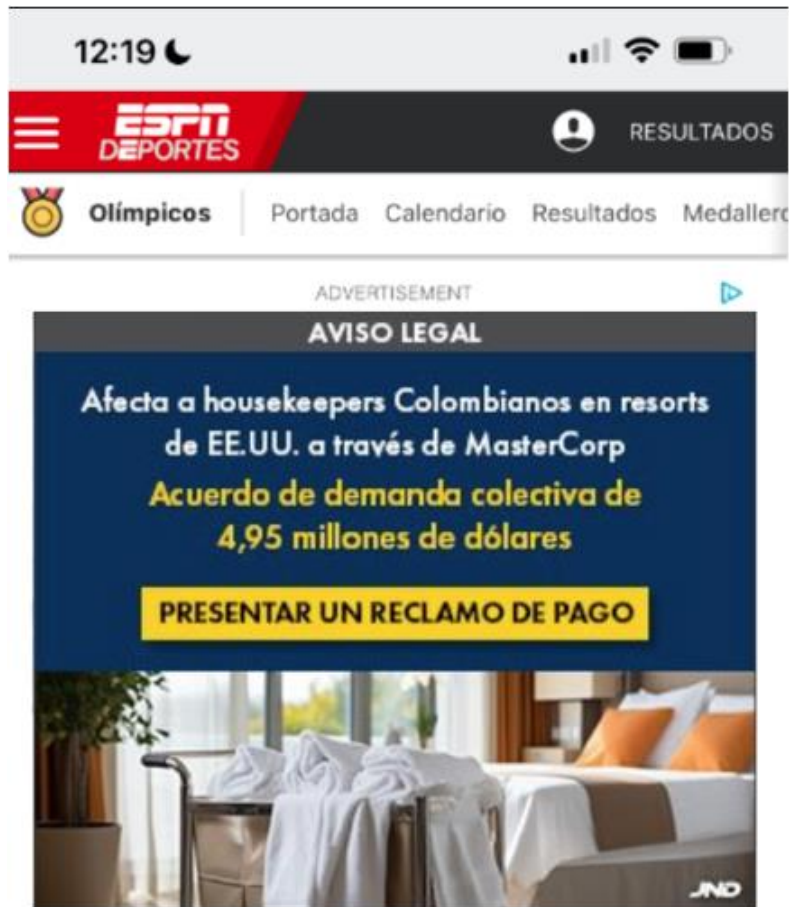 12:19
ESPN
DEPORTES
RESULTADOS
Olímpicos
Portada Calendario Resultados Medallero
ADVERTISEMENT
AVISO LEGAL
Afecta a housekeepers Colombianos en resorts
de EE.UU. a través de MasterCorp
Acuerdo de demanda colectiva de
4,95 millones de dólares
PRESENTAR UN RECLAMO DE PAGO
JND